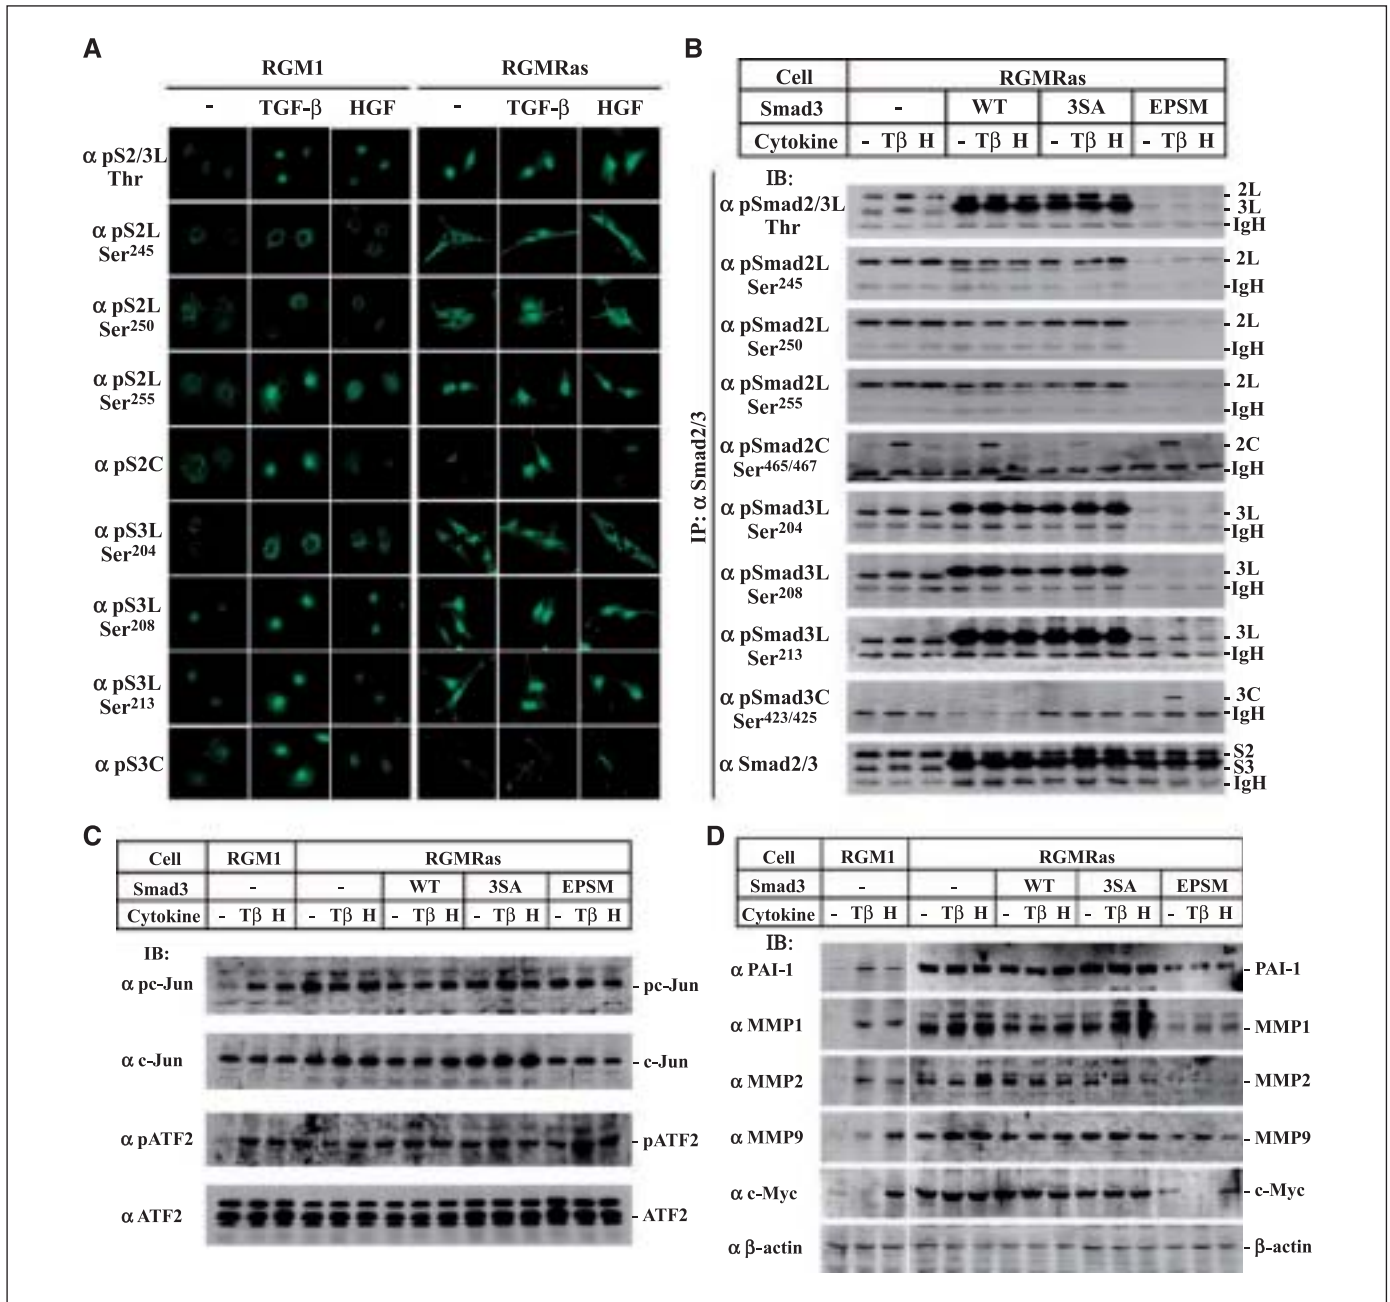 A
RGM1 RGMRas
- TGF-β HGF - TGF-β HGF
α pS2/3L
Thr
α pS2L
Ser245
α pS2L
Ser250
α pS2L
Ser255
α pS2C
α pS3L
Ser204
α pS3L
Ser208
α pS3L
Ser213
α pS3C
B
Cell RGMRas
Smad3 - WT 3SA EPSM
Cytokine - Tβ H - Tβ H - Tβ H - Tβ H
IP: α Smad2/3
IB:
α pSmad2/3L
Thr
- 2L
- 3L
-IgH
α pSmad2L
Ser245
- 2L
-IgH
α pSmad2L
Ser250
- 2L
-IgH
α pSmad2L
Ser255
- 2L
-IgH
α pSmad2C
Ser465/467
- 2C
-IgH
α pSmad3L
Ser204
- 3L
-IgH
α pSmad3L
Ser208
- 3L
-IgH
α pSmad3L
Ser213
- 3L
-IgH
α pSmad3C
Ser423/425
- 3C
-IgH
α Smad2/3
- S2
- S3
-IgH
C
Cell RGM1 RGMRas
Smad3 - - WT 3SA EPSM
Cytokine - Tβ H - Tβ H - Tβ H - Tβ H - Tβ H
IB:
α pc-Jun - pc-Jun
α c-Jun - c-Jun
α pATF2 - pATF2
α ATF2 - ATF2
D
Cell RGM1 RGMRas
Smad3 - - WT 3SA EPSM
Cytokine - Tβ H - Tβ H - Tβ H - Tβ H - Tβ H
IB:
α PAI-1 - PAI-1
α MMP1 - MMP1
α MMP2 - MMP2
α MMP9 - MMP9
α c-Myc - c-Myc
α β-actin - β-actin